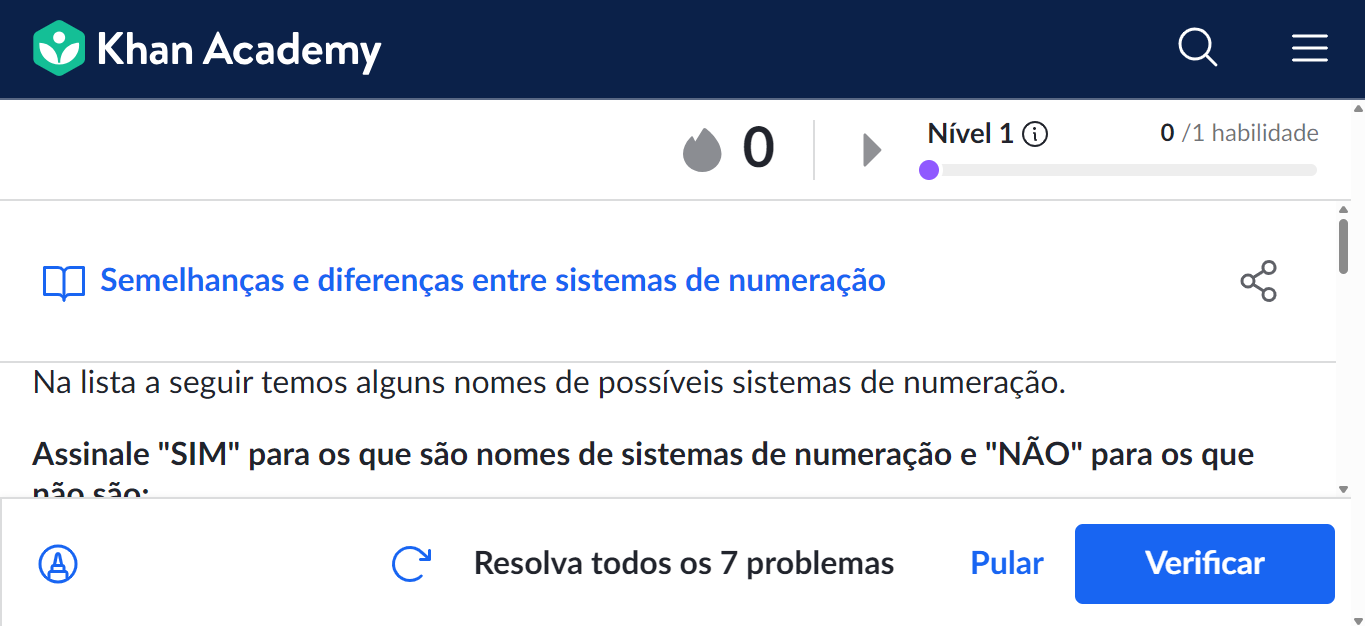 Khan Academy
0
Nível 1
0 /1 habilidade
Semelhanças e diferenças entre sistemas de numeração
Na lista a seguir temos alguns nomes de possíveis sistemas de numeração.
Assinale "SIM" para os que são nomes de sistemas de numeração e "NÃO" para os que
não são:
Resolva todos os 7 problemas
Pular
Verificar